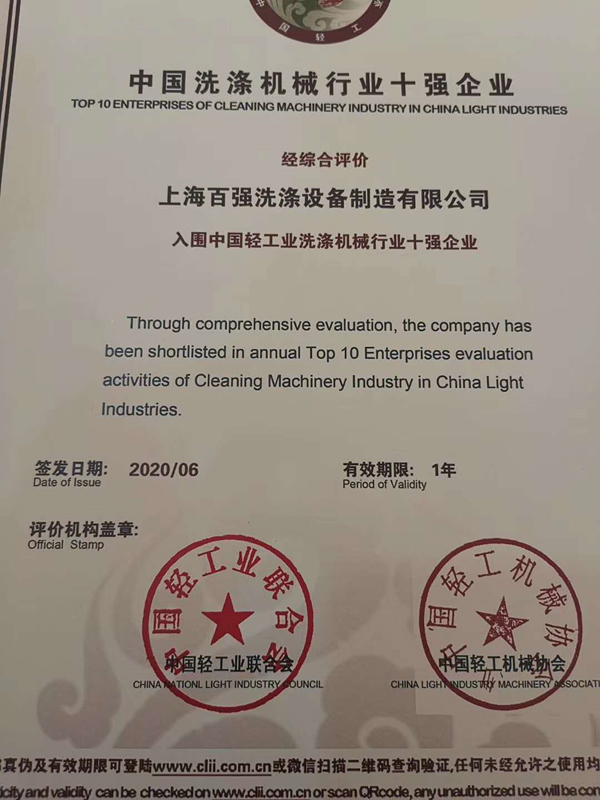 中国洗涤机械行业十强企业
TOP 10 ENTERPRISES OF CLEANING MACHINERY INDUSTRY IN CHINA LIGHT INDUSTRIES
经综合评价
上海百强洗涤设备制造有限公司
入围中国轻工业洗涤机械行业十强企业
Through comprehensive evaluation, the company has
been shortlisted in annual Top 10 Enterprises evaluation
activities of Cleaning Machinery Industry in China Light
Industries.
签发日期: 2020/06 有效期限: 1年
Date of Issue Period of Validity
评价机构盖章:
Official Stamp
中国轻工业联合会 中国轻工机械协会
中国轻工业联合会 中国轻工机械协会
CHINA NATIONL LIGHT INDUSTRY COUNCIL CHINA LIGHT INDUSTRY MACHINERY ASSOCIATI
真伪及有效期限可登陆www.clii.com.cn或微信扫描二维码查询验证,任何未经允许之使用均
icity and validity can be checked on www.clii.com.cn or scan QRcode, any unauthorized use will be con